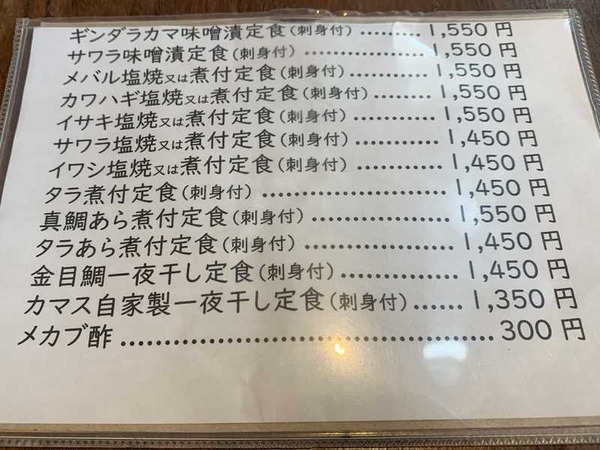 ギンダラカマ味噌漬定食(刺身付).........1,550円
サワラ味噌漬定食(刺身付).................1,550円
メバル塩焼又は煮付定食(刺身付)..........1,550円
カワハギ塩焼又は煮付定食(刺身付)......1,550円
イサキ塩焼又は煮付定食(刺身付)..........1,550円
サワラ塩焼又は煮付定食(刺身付)..........1,450円
イワシ塩焼又は煮付定食(刺身付)..........1,450円
タラ煮付定食(刺身付).........................1,450円
真鯛あら煮付定食(刺身付)..................1,550円
タラあら煮付定食(刺身付)..................1,450円
金目鯛一夜干し定食(刺身付)..............1,450円
カマス自家製一夜干し定食(刺身付)......1,350円
メカブ酢.............................................300円